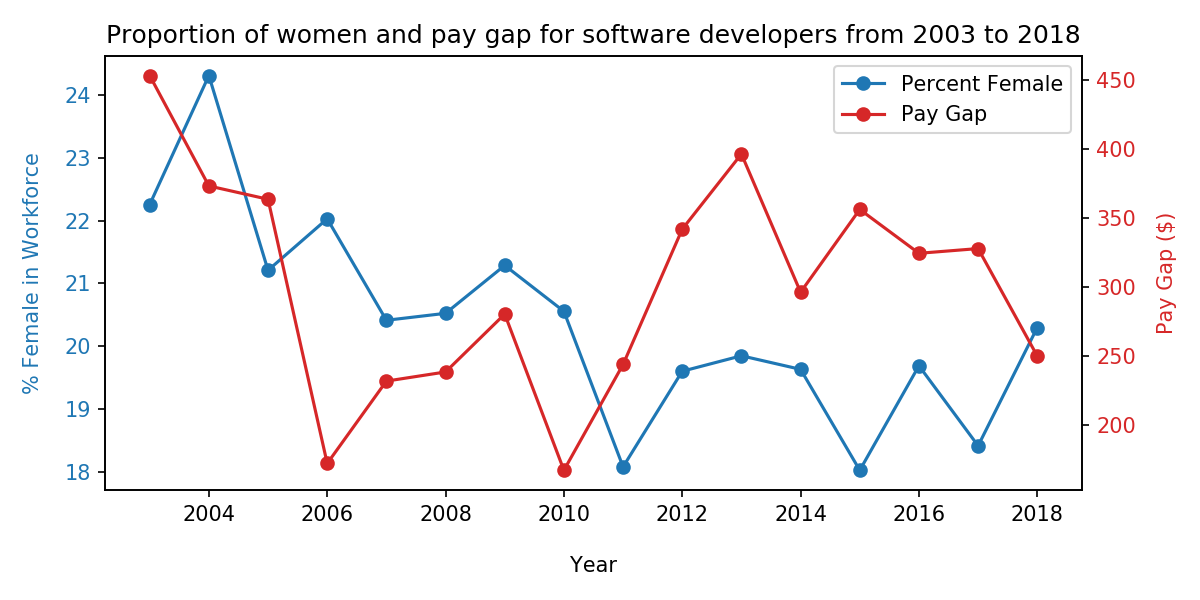 Proportion of women and pay gap for software developers from 2003 to 2018
Percent Female
Pay Gap
% Female in Workforce
24
23
22
21
20
19
18
450
400
350
300
250
200
Pay Gap ($)
2004 2006 2008 2010 2012 2014 2016 2018
Year